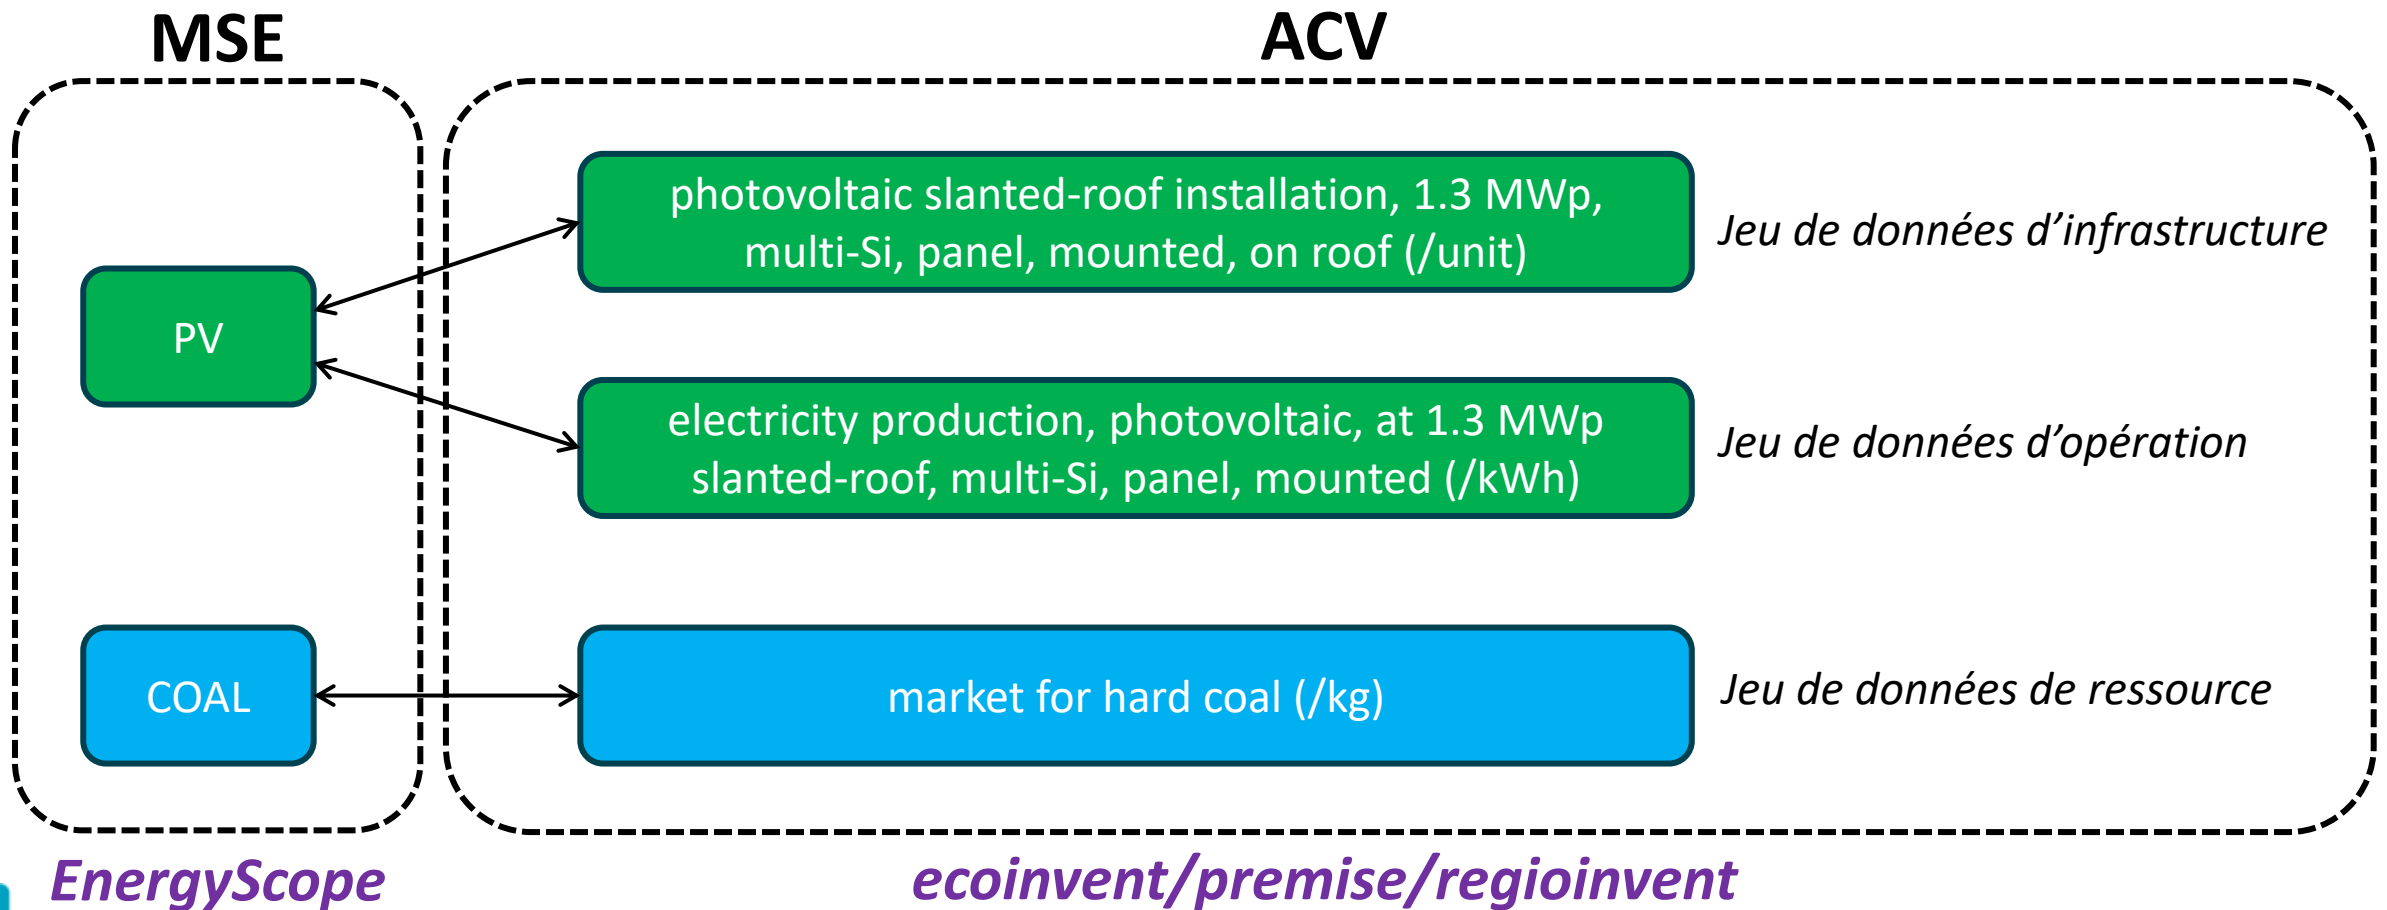 MSE
ACV
photovoltaic slanted-roof installation, 1.3 MWp,
multi-Si, panel, mounted, on roof (/unit)
Jeu de données d’infrastructure
PV
electricity production, photovoltaic, at 1.3 MWp
slanted-roof, multi-Si, panel, mounted (/kWh)
Jeu de données d’opération
COAL
market for hard coal (/kg)
Jeu de données de ressource
EnergyScope
ecoinvent/premise/regioinvent